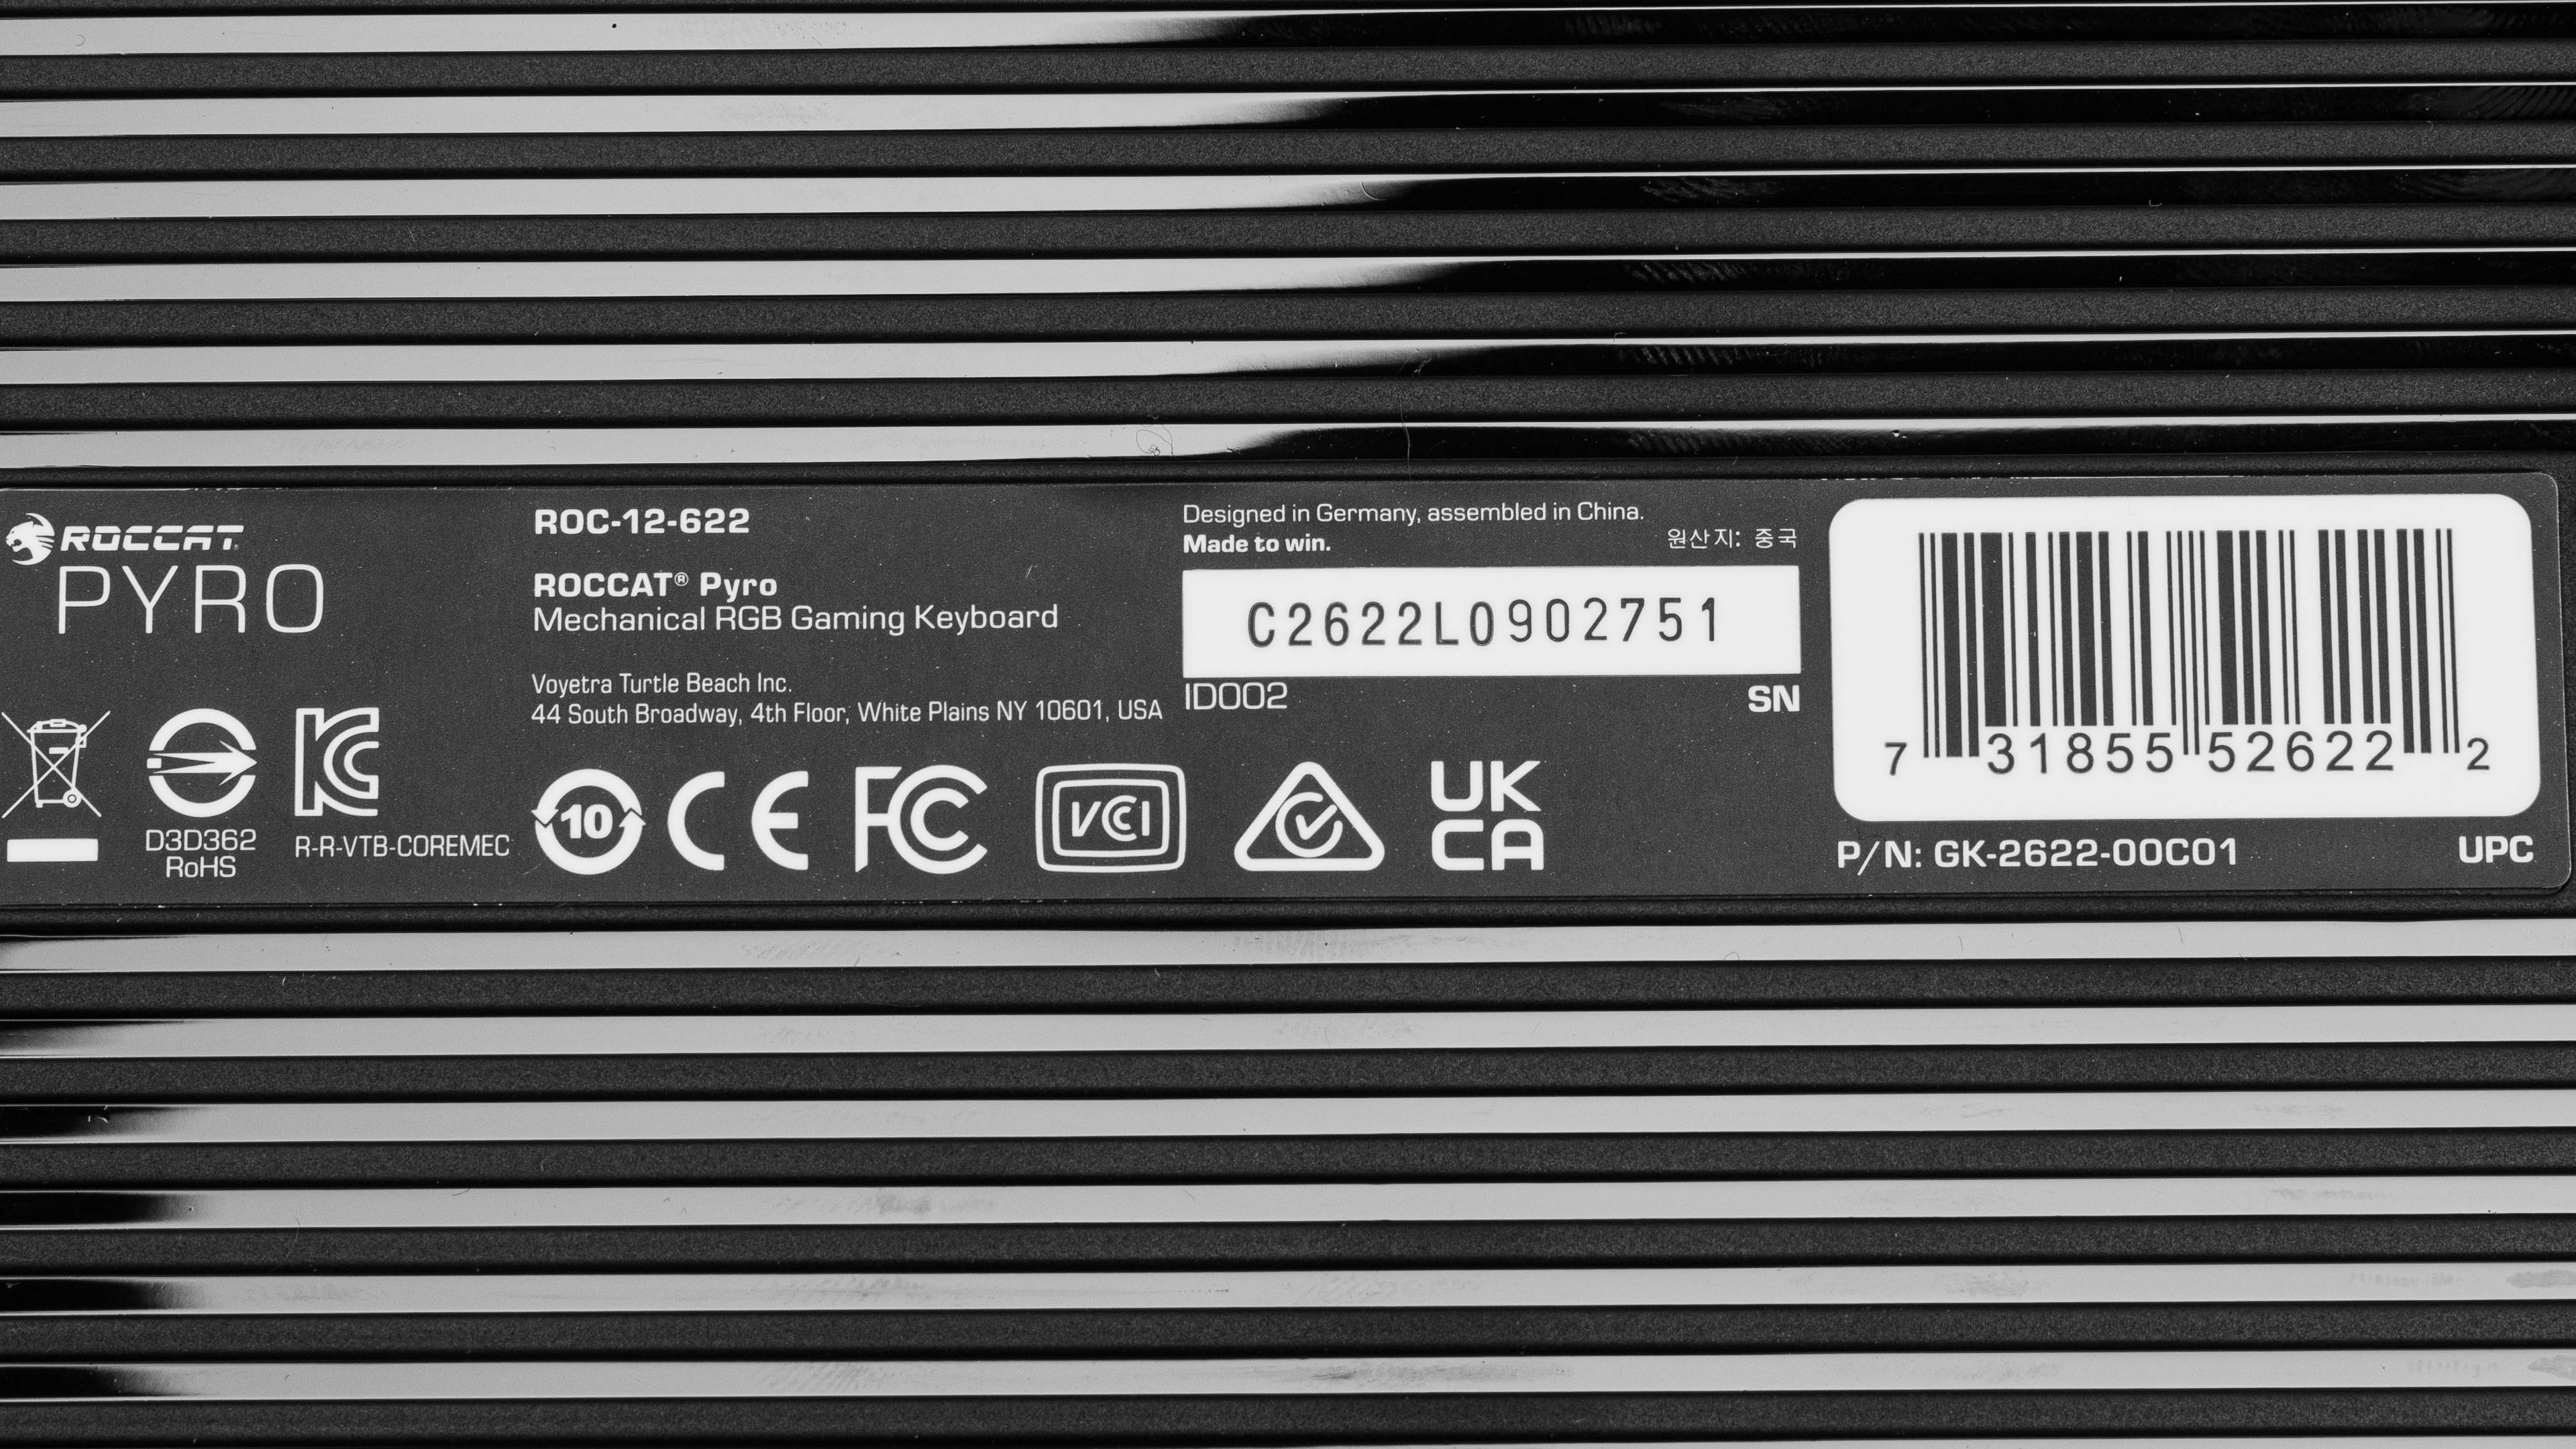 ROCCAT
PYRO
D3D362
RoHS
R-R-VTB-COREMEC
ROC-12-622
ROCCAT® Pyro
Mechanical RGB Gaming Keyboard
Voyetra Turtle Beach Inc.
44 South Broadway, 4th Floor, White Plains NY 10601, USA
10
CE
FC
VCI
UK
CA
Designed in Germany, assembled in China.
Made to win.
원산지: 중국
C2622L0902751
ID002
SN
7 31855 52622 2
P/N: GK-2622-00C01
UPC